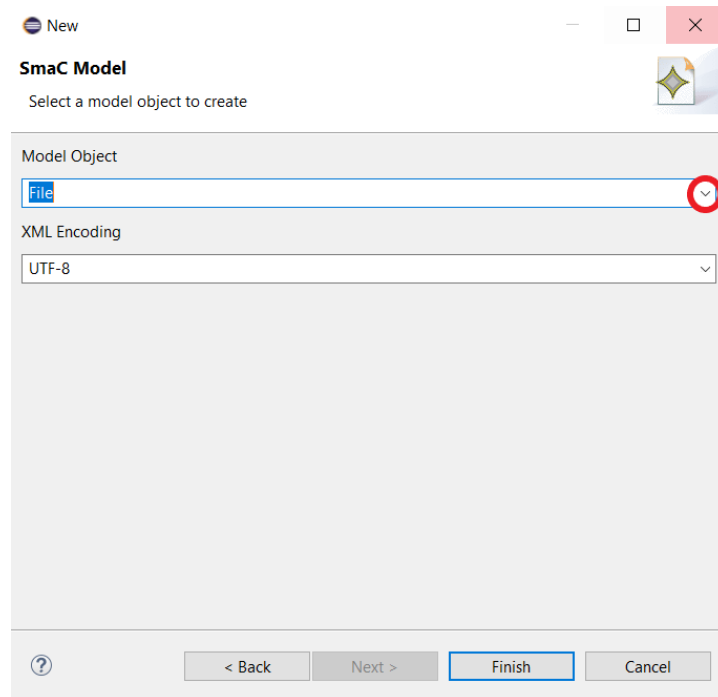 New
SmaC Model
Select a model object to create
Model Object
File
XML Encoding
UTF-8
?
< Back Next > Finish Cancel